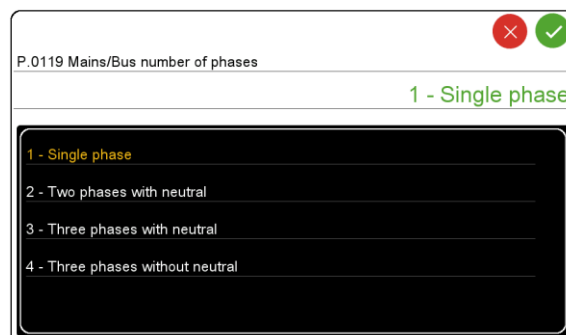 P.0119 Mains/Bus number of phases
1 - Single phase
1 - Single phase
2 - Two phases with neutral
3 - Three phases with neutral
4 - Three phases without neutral